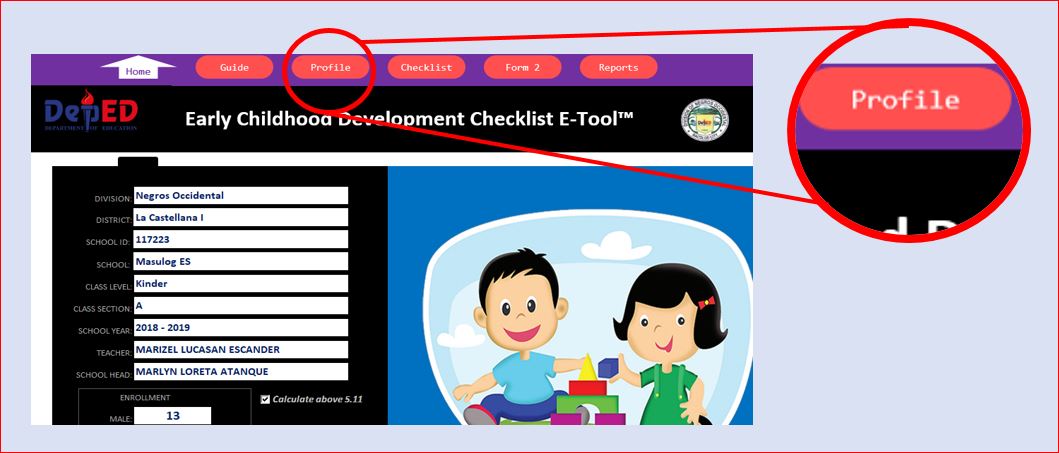 Home Guide Profile Checklist Form 2 Reports
Profile
DepED
DEPARTMENT OF EDUCATION
Early Childhood Development Checklist E-Tool™
DIVISION: Negros Occidental
DISTRICT: La Castellana I
SCHOOL ID: 117223
SCHOOL: Masulog ES
CLASS LEVEL: Kinder
CLASS SECTION: A
SCHOOL YEAR: 2018 - 2019
TEACHER: MARIZEL LUCASAN ESCANDER
SCHOOL HEAD: MARLYN LORETA ATANQUE
ENROLLMENT
Calculate above 5.11
MALE: 13